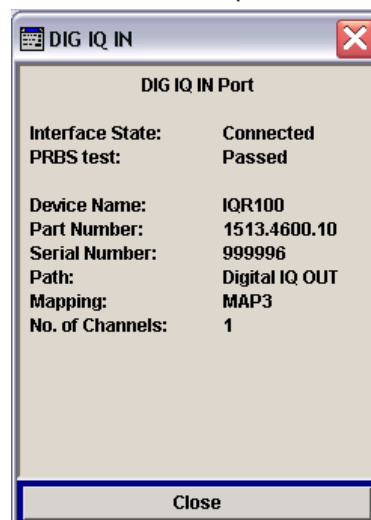 DIG IQ IN
DIG IQ IN Port
Interface State: Connected
PRBS test: Passed
Device Name: IQR100
Part Number: 1513.4600.10
Serial Number: 999996
Path: Digital IQ OUT
Mapping: MAP3
No. of Channels: 1
Close